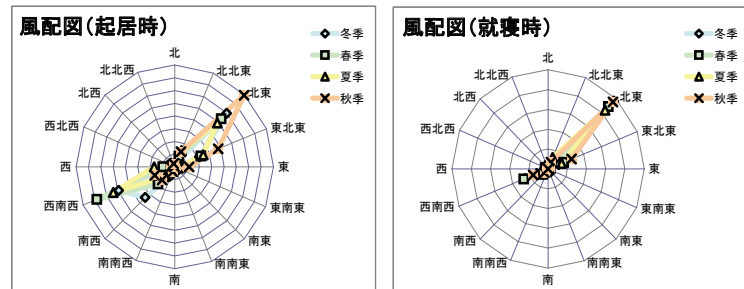 風配図(起居時)
北
北北東
北東
東北東
東
東南東
南東
南南東
南
南南西
南西
西南西
西
西北西
北西
北北西
冬季
春季
夏季
秋季
風配図(就寝時)
北
北北東
北東
東北東
東
東南東
南東
南南東
南
南南西
南西
西南西
西
西北西
北西
北北西
冬季
春季
夏季
秋季